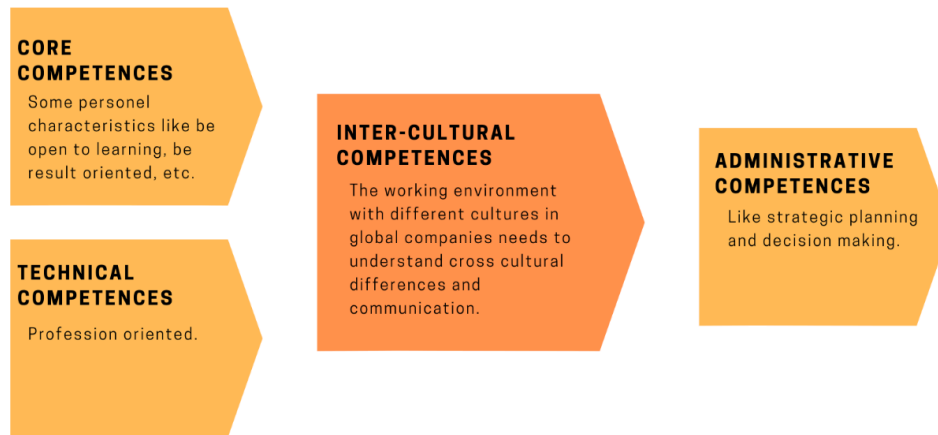 CORE
COMPETENCES
Some personel
characteristics like be
open to learning, be
result oriented, etc.
TECHNICAL
COMPETENCES
Profession oriented.
INTER-CULTURAL
COMPETENCES
The working environment
with different cultures in
global companies needs to
understand cross cultural
differences and
communication.
ADMINISTRATIVE
COMPETENCES
Like strategic planning
and decision making.